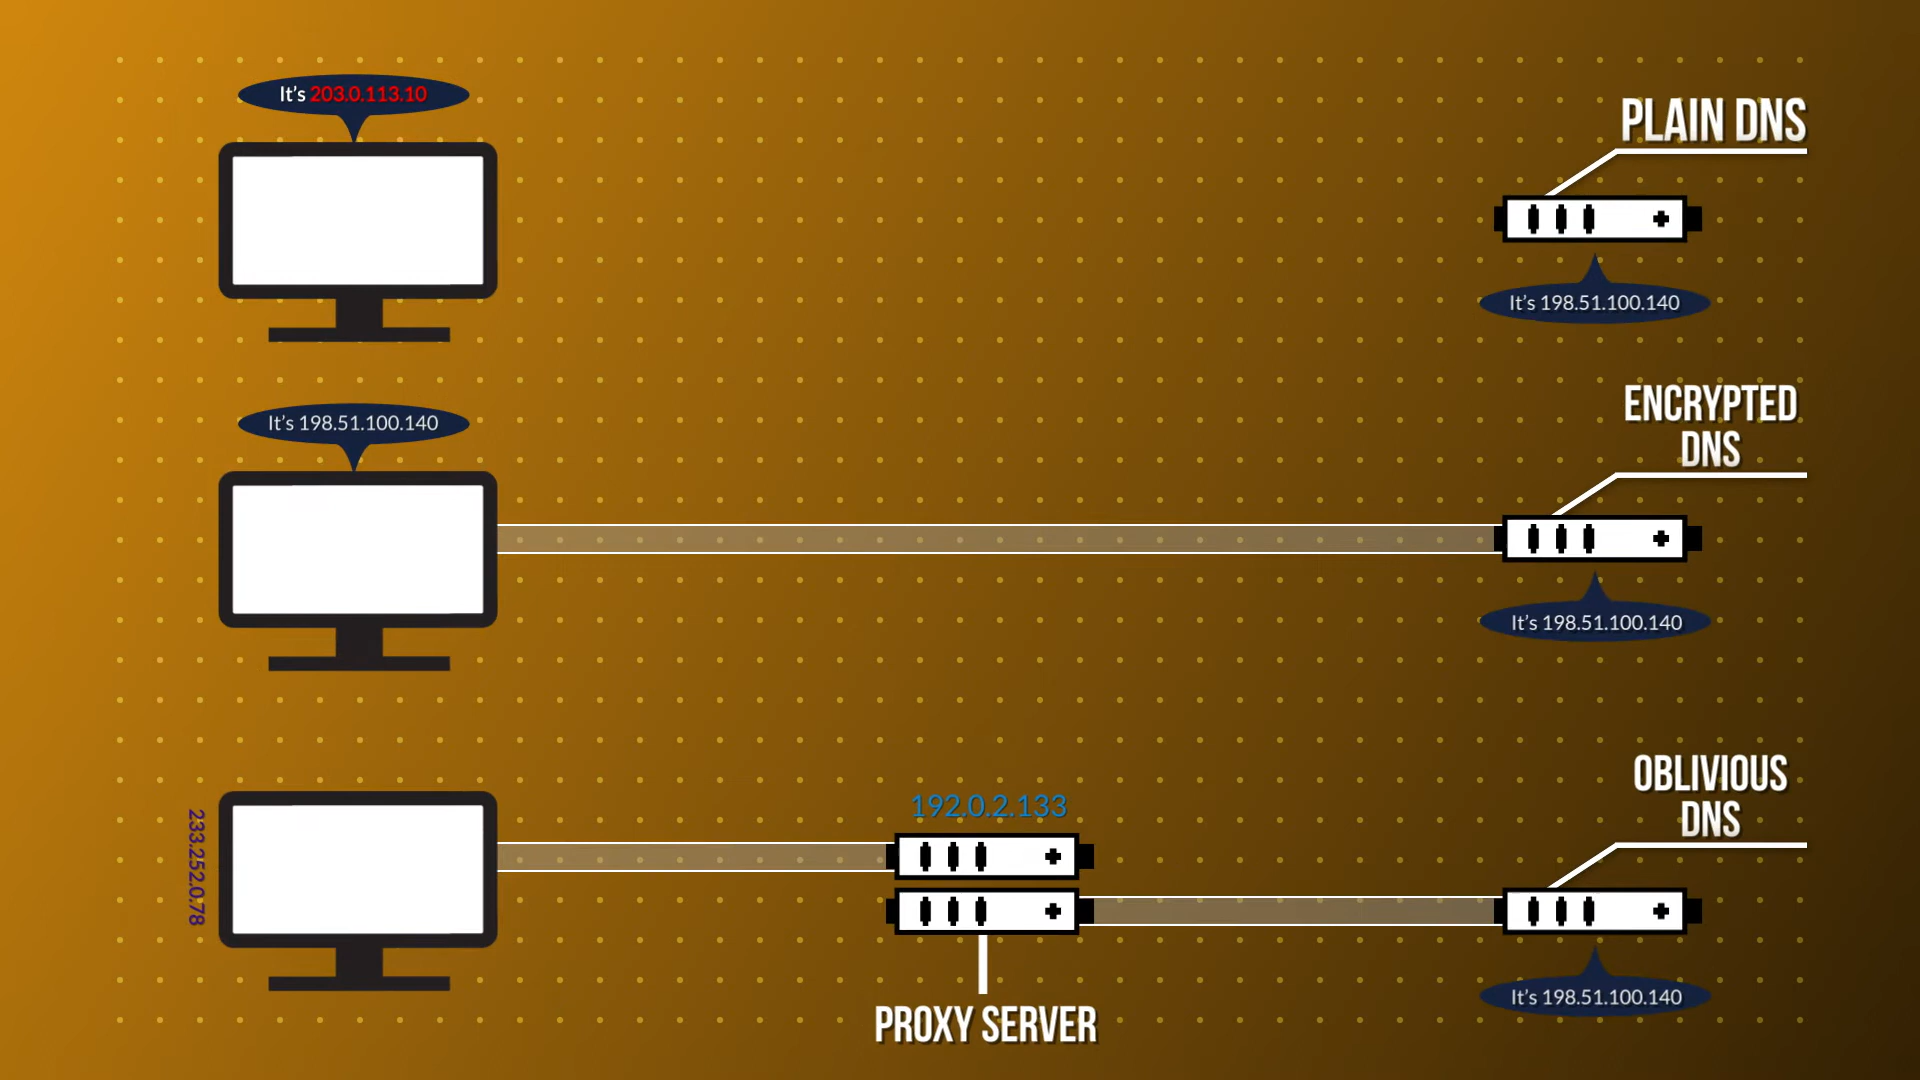 It's 203.0.113.10
PLAIN DNS
It's 198.51.100.140
ENCRYPTED
DNS
It's 198.51.100.140
It's 198.51.100.140
OBLIVIOUS
DNS
192.0.2.133
233.252.0.78
It's 198.51.100.140
PROXY SERVER